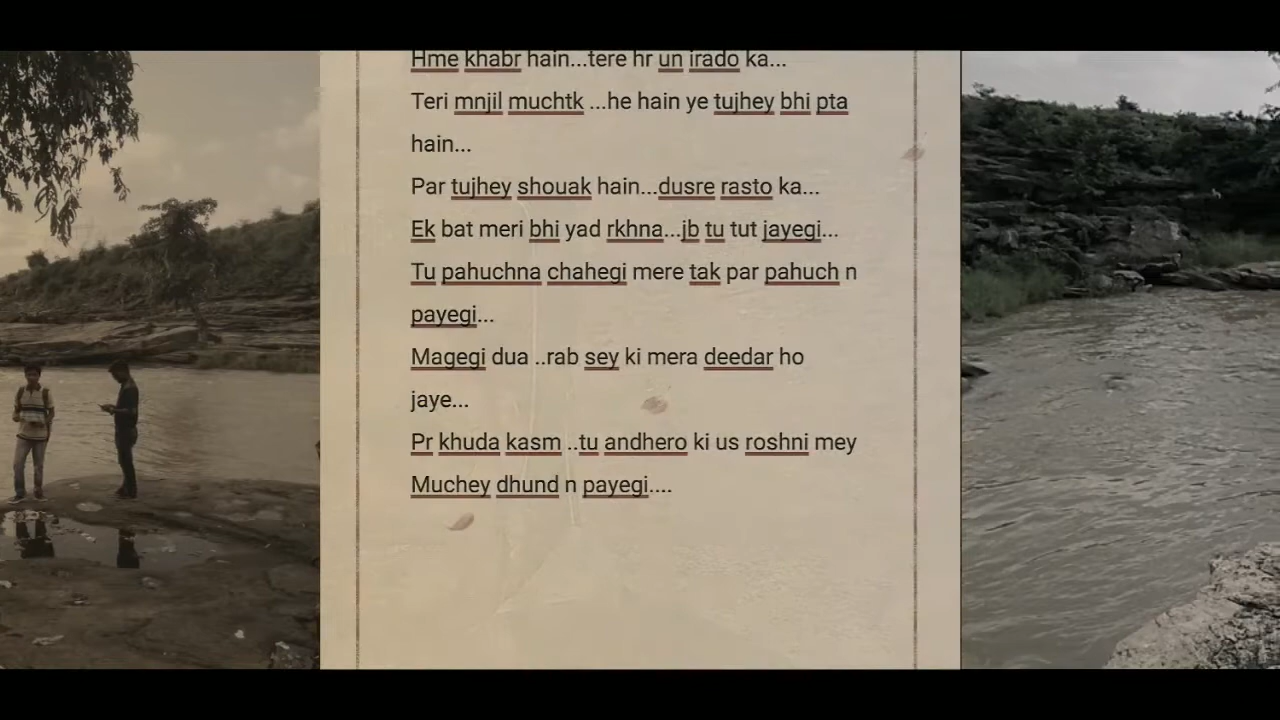 Hme khabr hain...tere hr un irado ka...
Teri mnjil muchtk ...he hain ye tujhey bhi pta
hain...
Par tujhey shouak hain...dusre rasto ka...
Ek bat meri bhi yad rkhna...jb tu tut jayegi...
Tu pahuchna chahegi mere tak par pahuch n
payegi...
Magegi dua ..rab sey ki mera deedar ho
jaye...
Pr khuda kasm ..tu andhero ki us roshni mey
Muchey dhund n payegi....